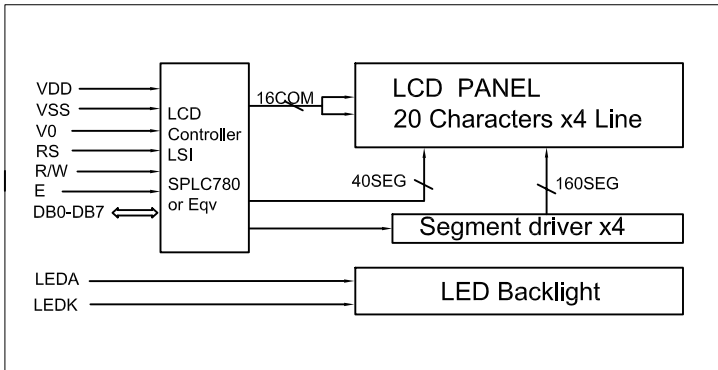 VDD
VSS
V0
RS
R/W
E
DB0-DB7
LEDA
LEDK
LCD
Controller
LSI
SPLC780
or Eqv
16COM
40SEG
160SEG
LCD PANEL
20 Characters x4 Line
Segment driver x4
LED Backlight